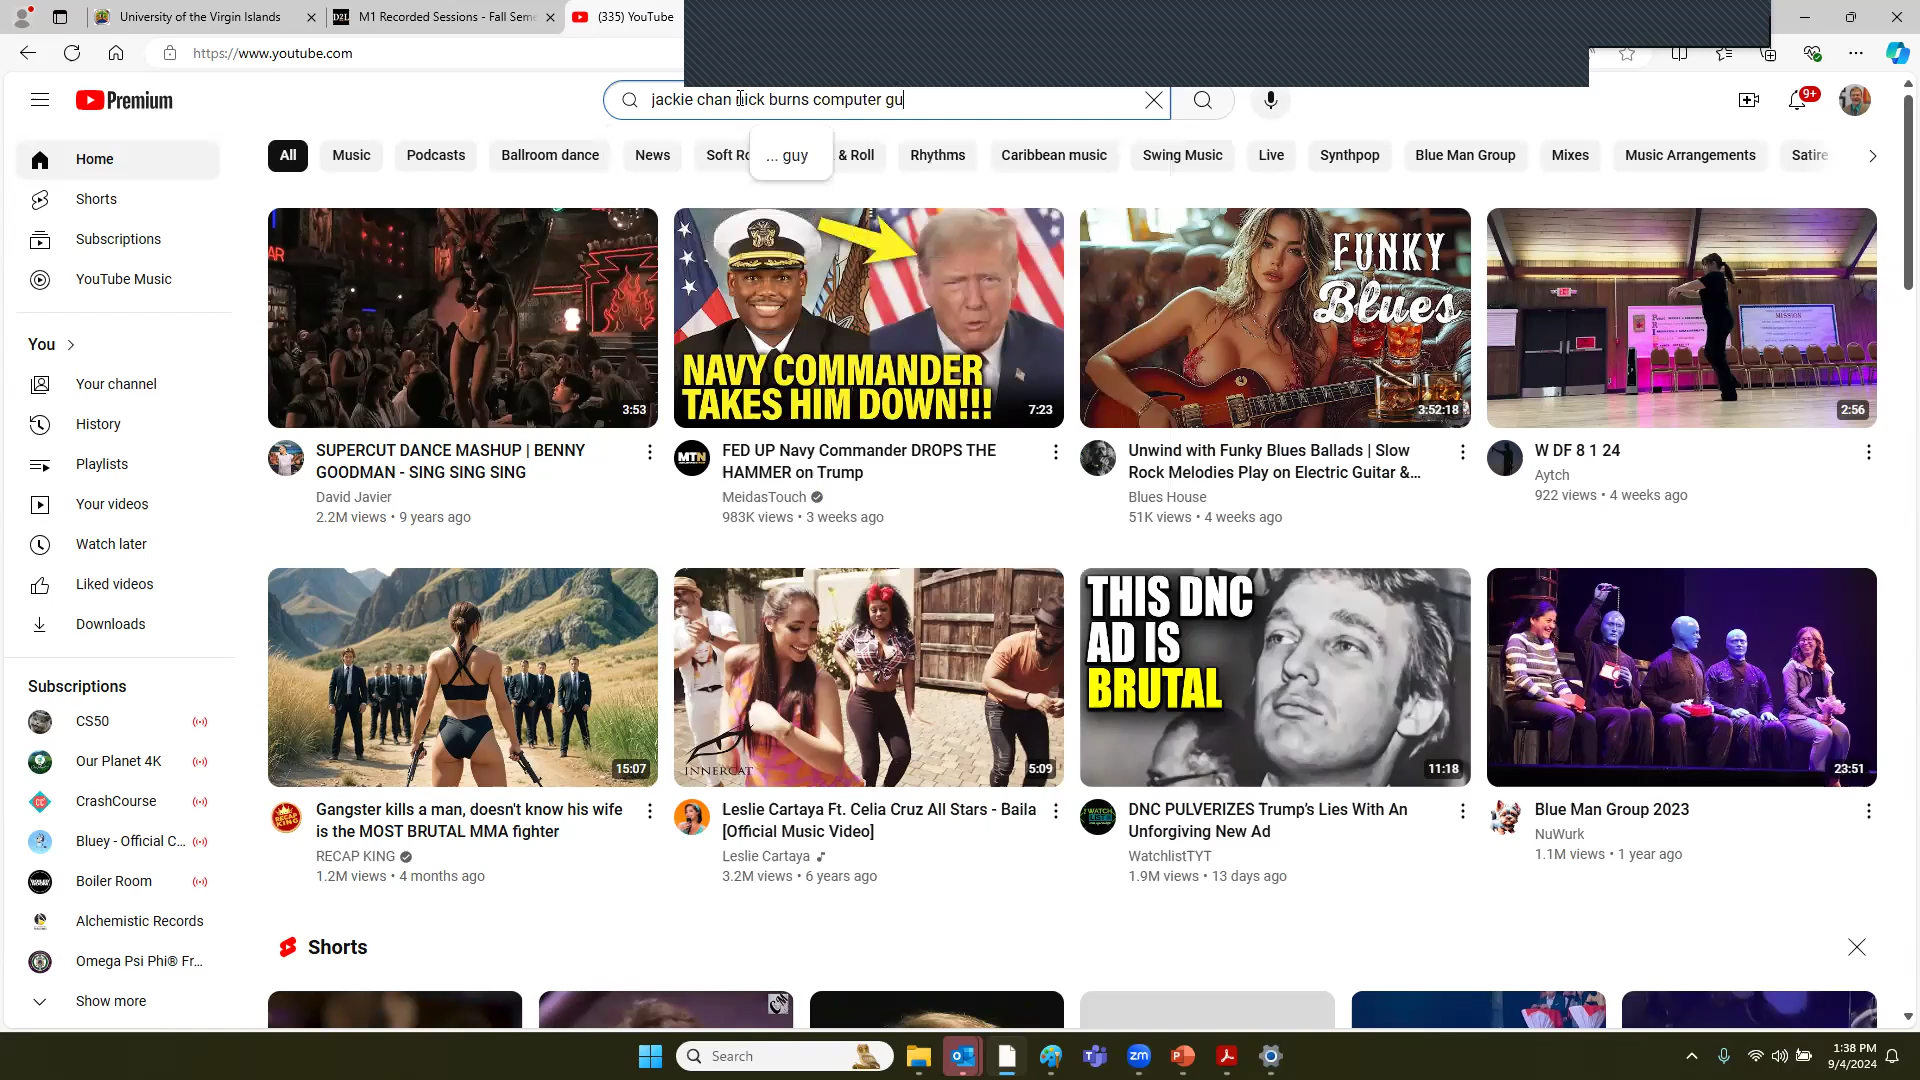 University of the Virgin Islands
M1 Recorded Sessions - Fall Sem
(335) YouTube
https://www.youtube.com
Premium
jackie chan nick burns computer gu
... guy
9+
All
Music
Podcasts
Ballroom dance
News
Soft Ro
& Roll
Rhythms
Caribbean music
Swing Music
Live
Synthpop
Blue Man Group
Mixes
Music Arrangements
Satire
Home
Shorts
Subscriptions
YouTube Music
You
Your channel
History
Playlists
Your videos
Watch later
Liked videos
Downloads
Subscriptions
CS50
Our Planet 4K
CrashCourse
Bluey - Official C...
Boiler Room
Alchemistic Records
Omega Psi Phi® Fr...
Show more
3:53
SUPERCUT DANCE MASHUP | BENNY
GOODMAN - SING SING SING
David Javier
2.2M views • 9 years ago
NAVY COMMANDER
TAKES HIM DOWN!!!
7:23
MTN
FED UP Navy Commander DROPS THE
HAMMER on Trump
MeidasTouch
983K views • 3 weeks ago
FUNKY
Blues
3:52:18
Unwind with Funky Blues Ballads | Slow
Rock Melodies Play on Electric Guitar &...
Blues House
51K views • 4 weeks ago
MISSION
2:56
W DF 8 1 24
Aytch
922 views • 4 weeks ago
15:07
Gangster kills a man, doesn't know his wife
is the MOST BRUTAL MMA fighter
RECAP KING
1.2M views • 4 months ago
INNERCAT
5:09
Leslie Cartaya Ft. Celia Cruz All Stars - Baila
[Official Music Video]
Leslie Cartaya
3.2M views • 6 years ago
THIS DNC
AD IS
BRUTAL
11:18
DNC PULVERIZES Trump's Lies With An
Unforgiving New Ad
WatchlistTYT
1.9M views • 13 days ago
23:51
Blue Man Group 2023
NuWurk
1.1M views • 1 year ago
Shorts
Search
1:38 PM
9/4/2024